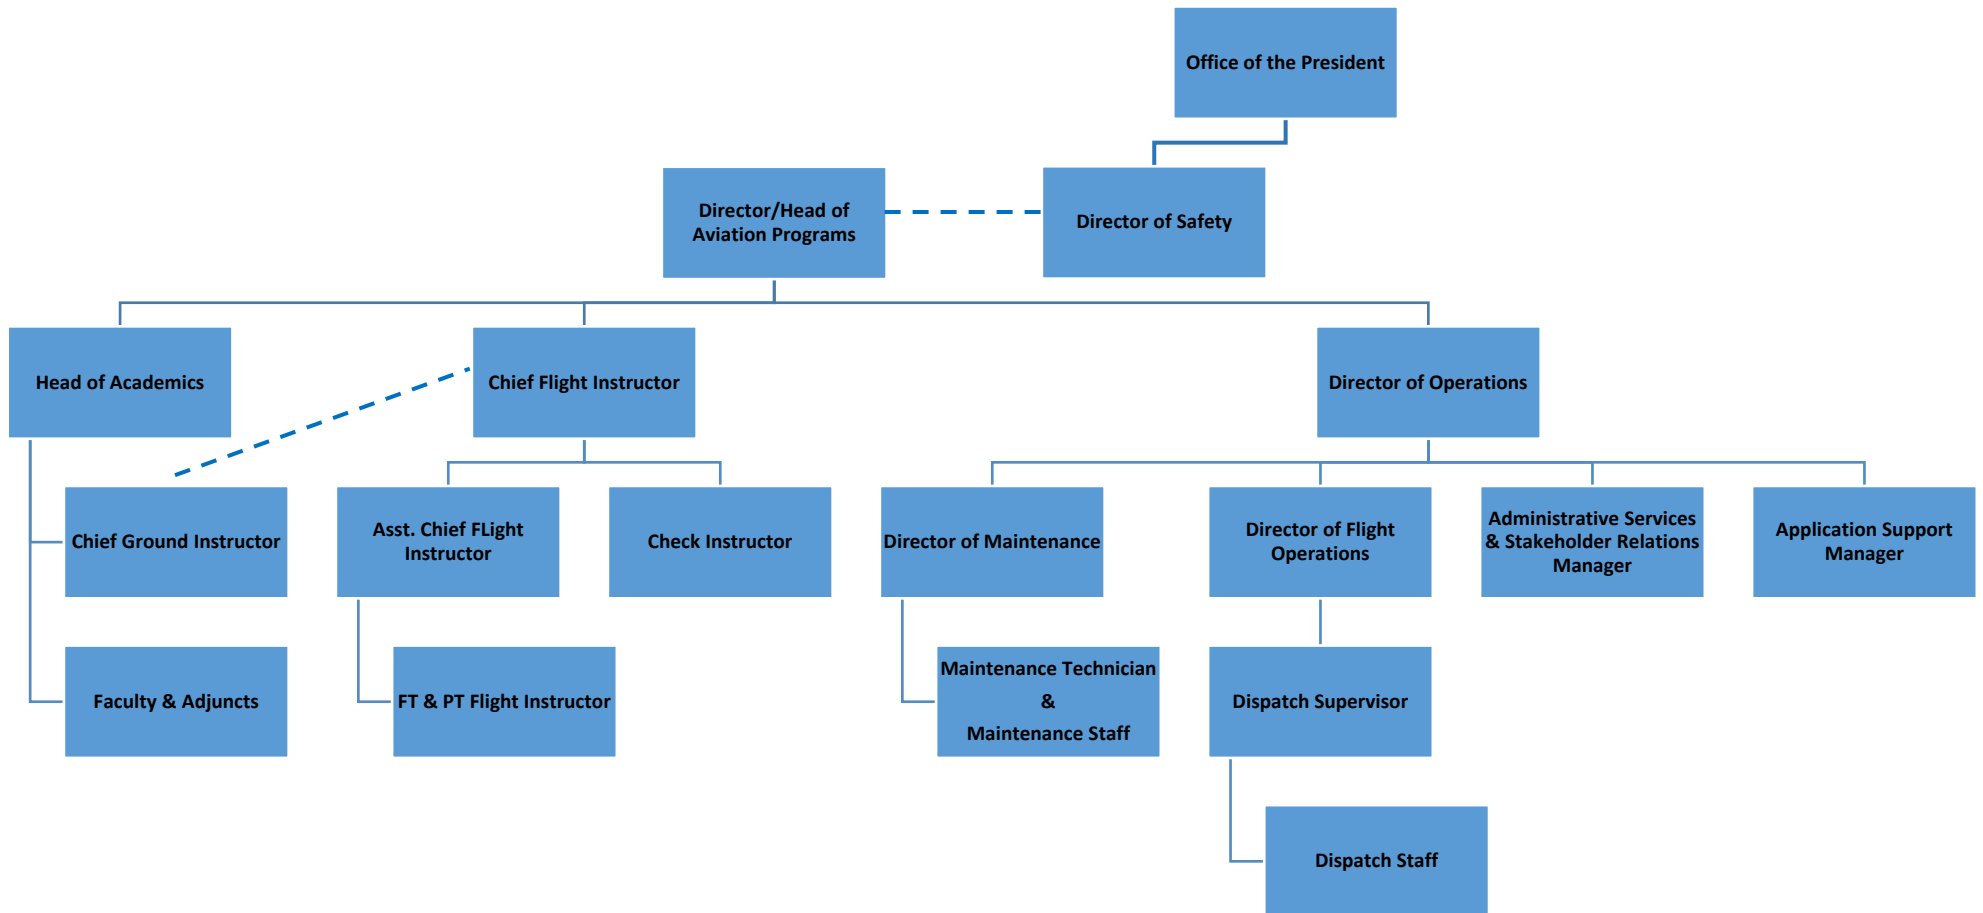 Office of the President
Director/Head of
Aviation Programs
Director of Safety
Head of Academics
Chief Flight Instructor
Director of Operations
Chief Ground Instructor
Asst. Chief FLight
Instructor
Check Instructor
Director of Maintenance
Director of Flight
Operations
Administrative Services
& Stakeholder Relations
Manager
Application Support
Manager
Faculty & Adjuncts
FT & PT Flight Instructor
Maintenance Technician
&
Maintenance Staff
Dispatch Supervisor
Dispatch Staff